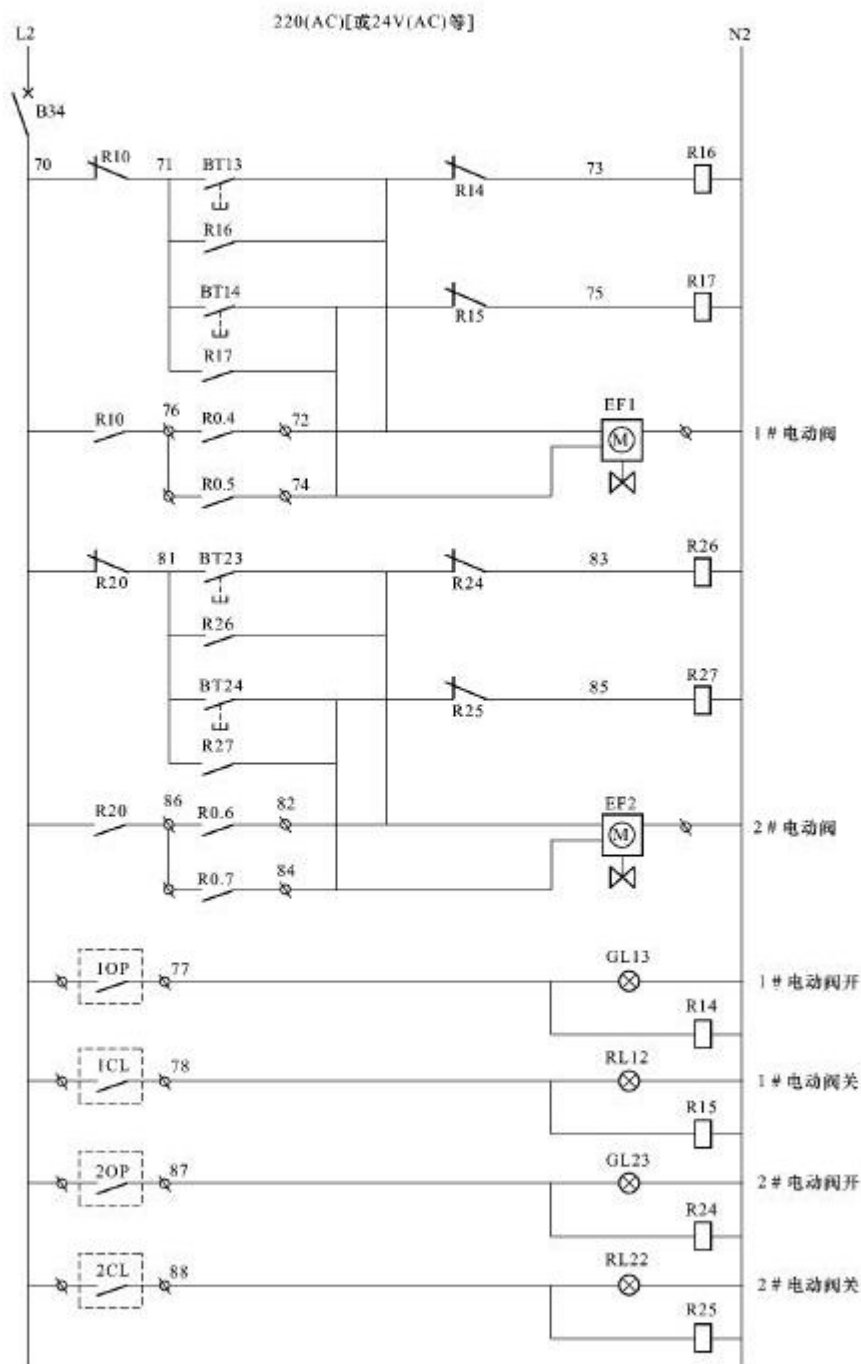 220(AC)[或24V(AC)等]
L2
N2
B34
70
R10
71
BT13
R14
73
R16
R16
BT14
R15
75
R17
R17
R10
76
R0.4
72
EF1
M
1#电动阀
R0.5
74
R20
81
BT23
R24
83
R26
R26
BT24
R25
85
R27
R27
R20
86
R0.6
82
EF2
M
2#电动阀
R0.7
84
1OP
77
GL13
1#电动阀开
R14
1CL
78
RL12
1#电动阀关
R15
2OP
87
GL23
2#电动阀开
R24
2CL
88
RL22
2#电动阀关
R25